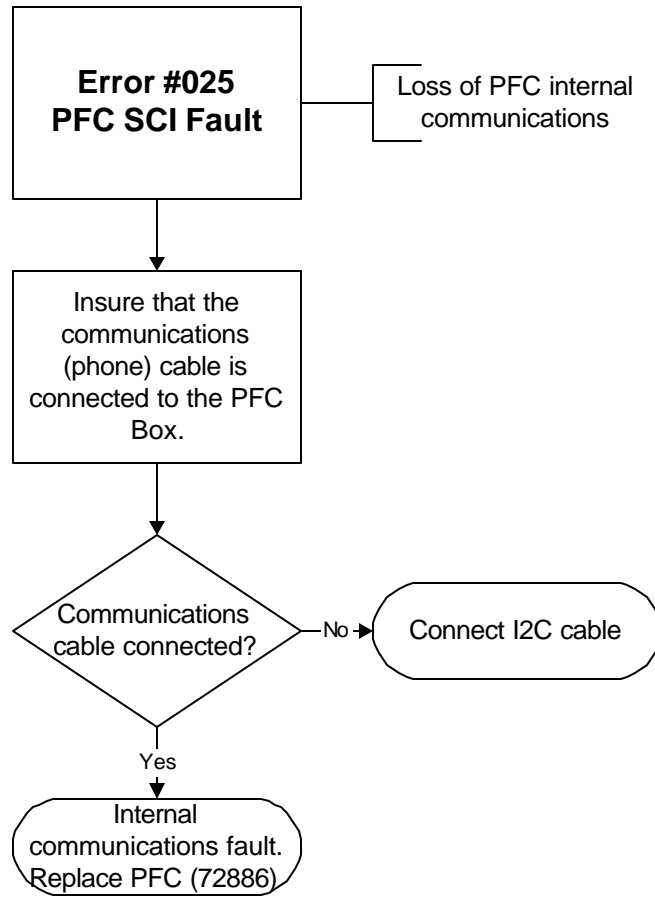 Error #025
PFC SCI Fault
Loss of PFC internal
communications
Insure that the
communications
(phone) cable is
connected to the PFC
Box.
Communications
cable connected?
No
Connect I2C cable
Yes
Internal
communications fault.
Replace PFC (72886)